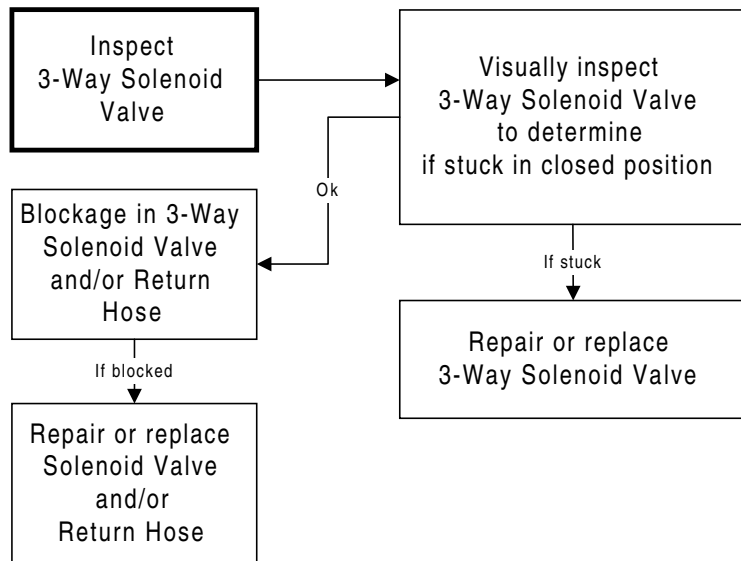 Inspect
3-Way Solenoid
Valve
Visually inspect
3-Way Solenoid Valve
to determine
if stuck in closed position
Ok
Blockage in 3-Way
Solenoid Valve
and/or Return
Hose
If stuck
Repair or replace
3-Way Solenoid Valve
If blocked
Repair or replace
Solenoid Valve
and/or
Return Hose